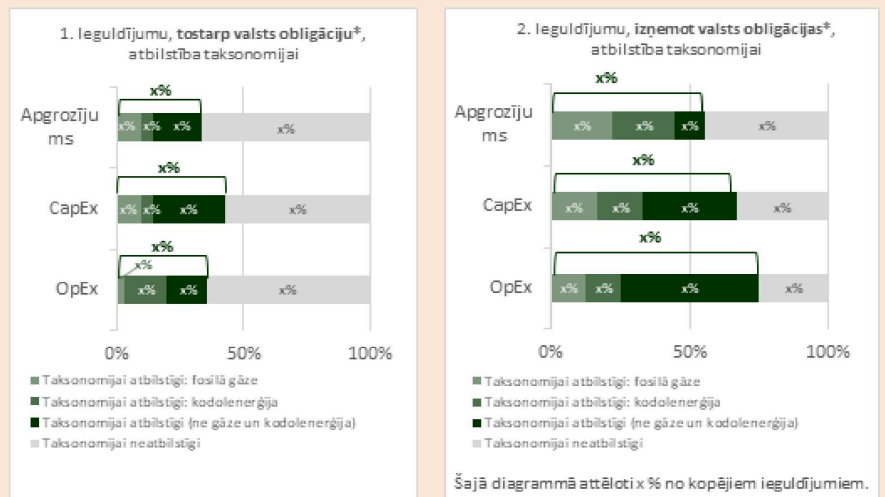 1. Ieguldījumu, tostarp valsts obligāciju*,
atbilstība taksonomijai
x%
Apgrozīju
ms
x% x% x% x%
x%
CapEx
x% x% x% x%
x%
x%
OpEx
x% x% x%
0% 50% 100%
Taksonomijai atbilstīgi: fosilā gāze
Taksonomijai atbilstīgi: kodolenerģija
Taksonomijai atbilstīgi (ne gāze un kodolenerģija)
Taksonomijai neatbilstīgi
2. Ieguldījumu, izņemot valsts obligācijas*,
atbilstība taksonomijai
x%
Apgrozīju
ms
x% x% x% x%
x%
CapEx
x% x% x% x%
x%
OpEx
x% x% x% x%
0% 50% 100%
Taksonomijai atbilstīgi: fosilā gāze
Taksonomijai atbilstīgi: kodolenerģija
Taksonomijai atbilstīgi (ne gāze un kodolenerģija)
Taksonomijai neatbilstīgi
Šajā diagrammā attēloti x % no kopējiem ieguldījumiem.